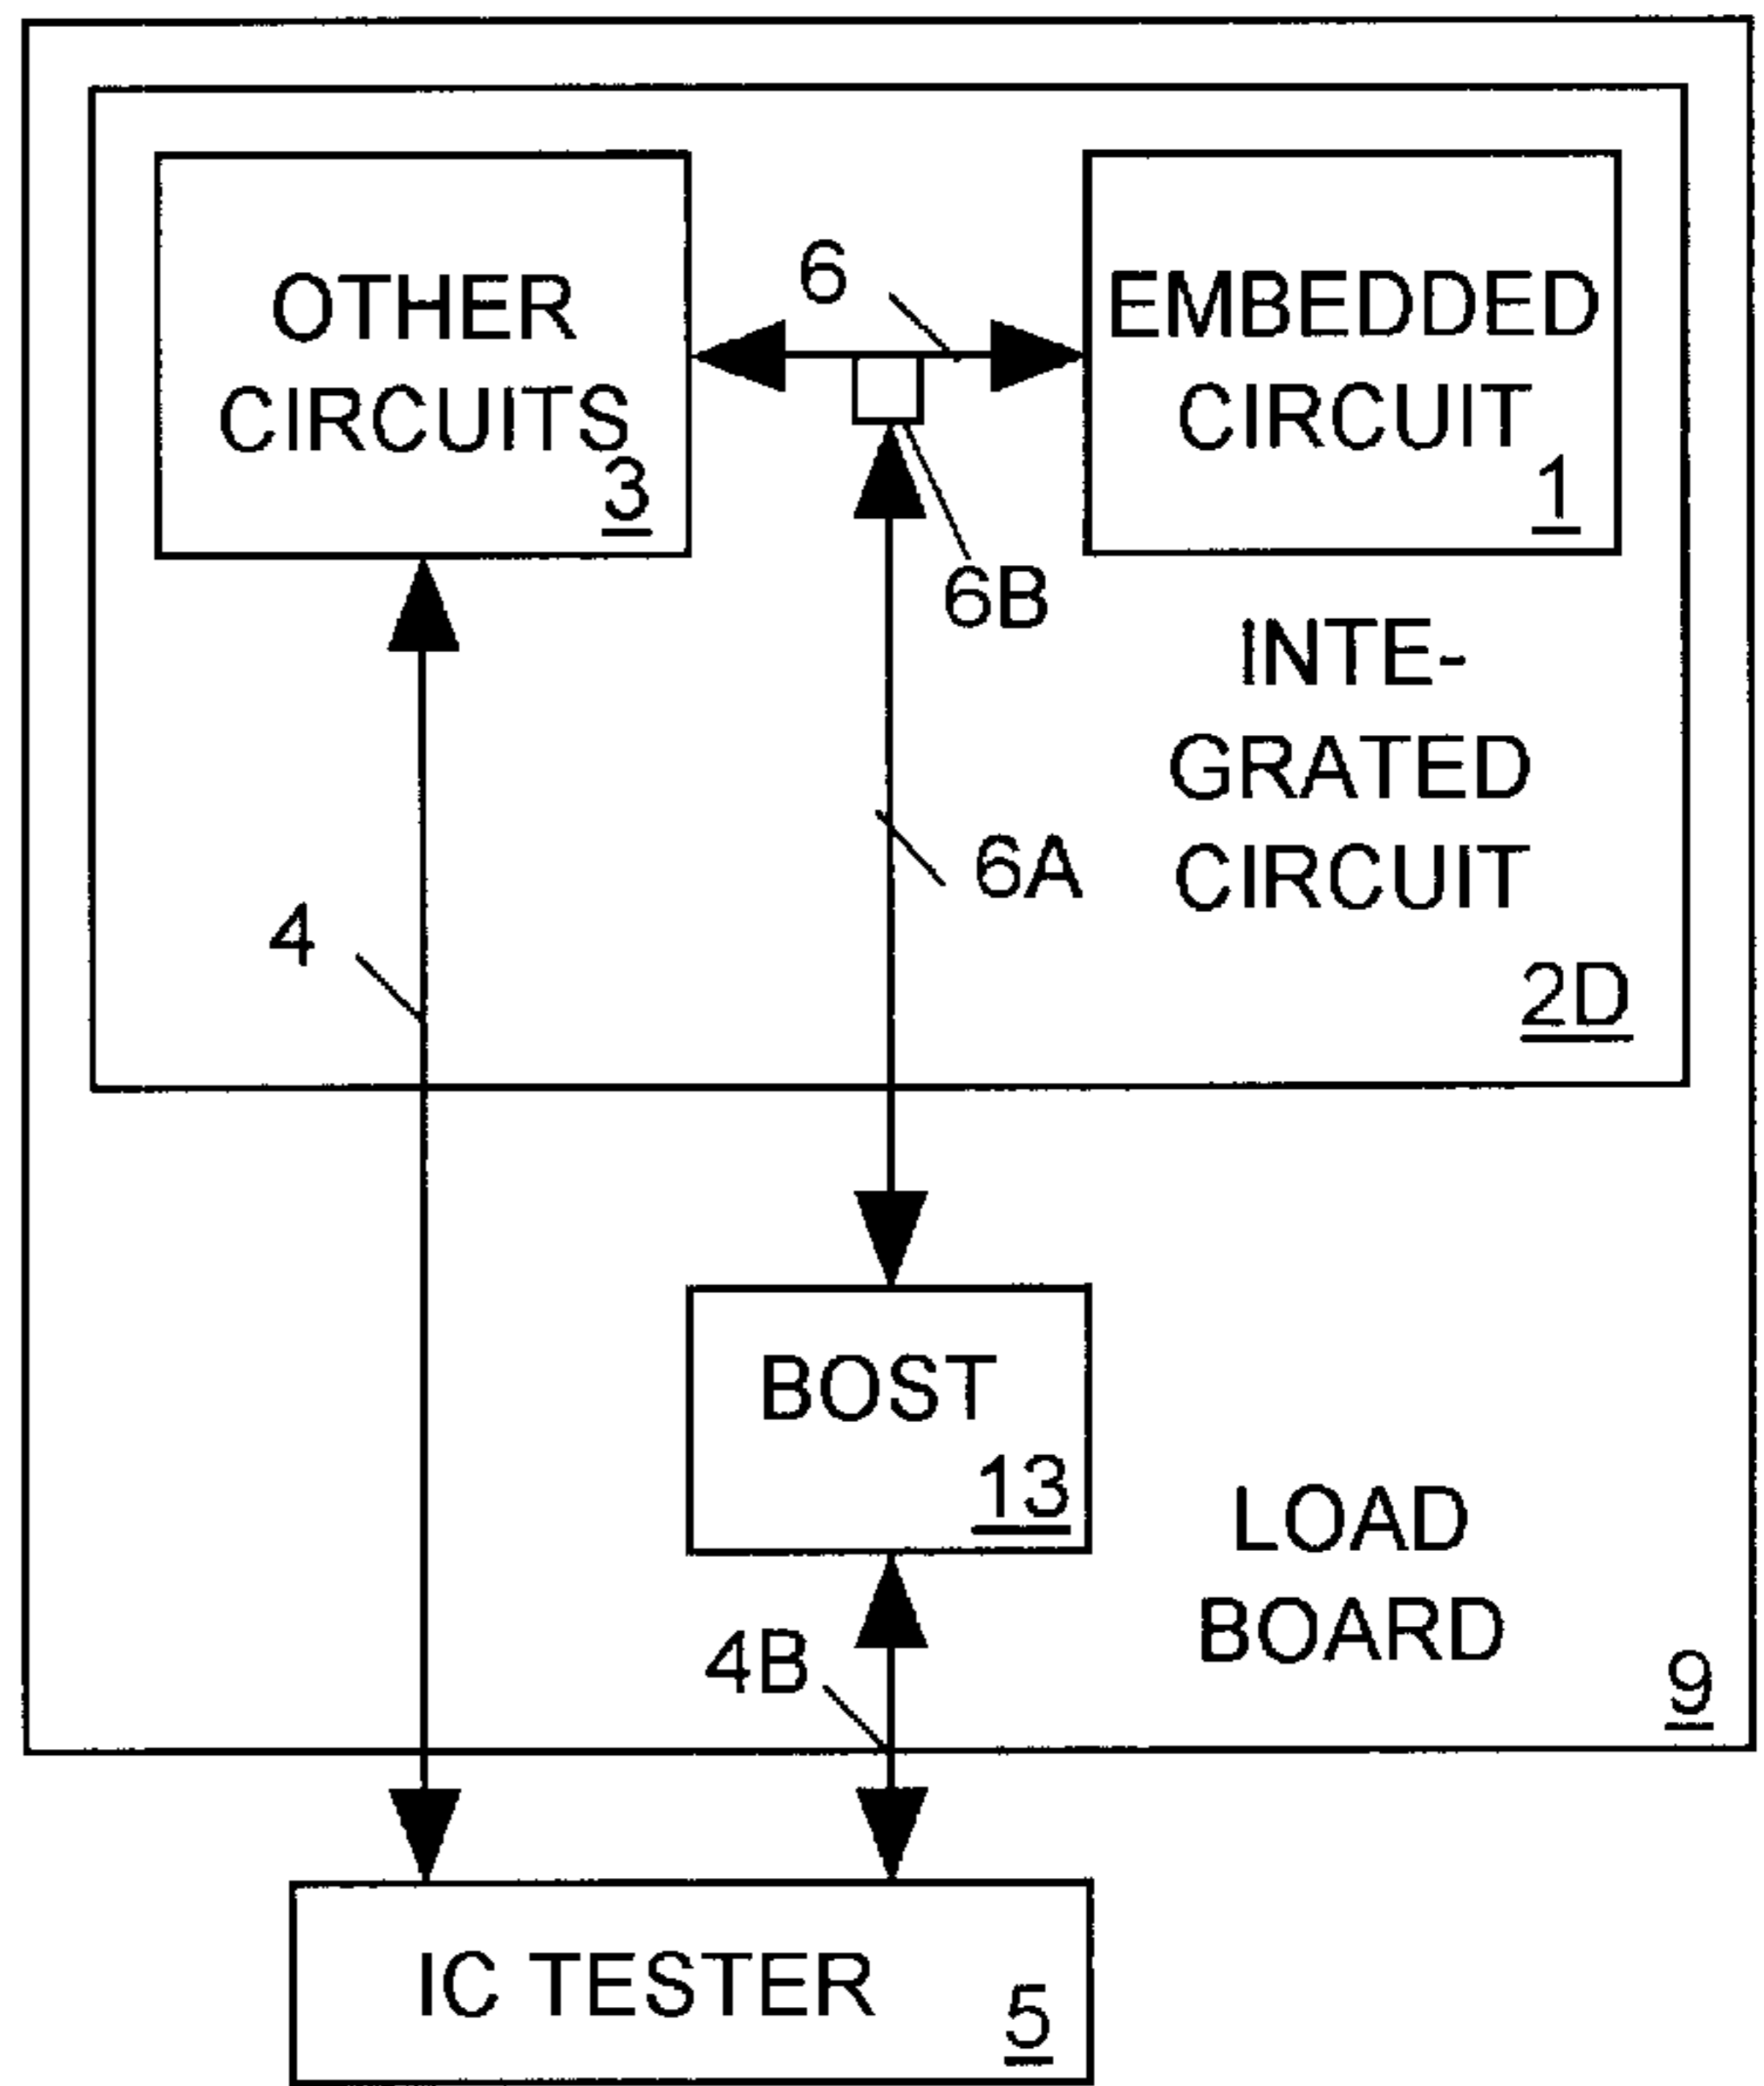 OTHER
CIRCUITS
3
6
EMBEDDED
CIRCUIT
1
6B
INTE-
GRATED
CIRCUIT
2D
6A
4
BOST
13
LOAD
BOARD
9
4B
IC TESTER
5